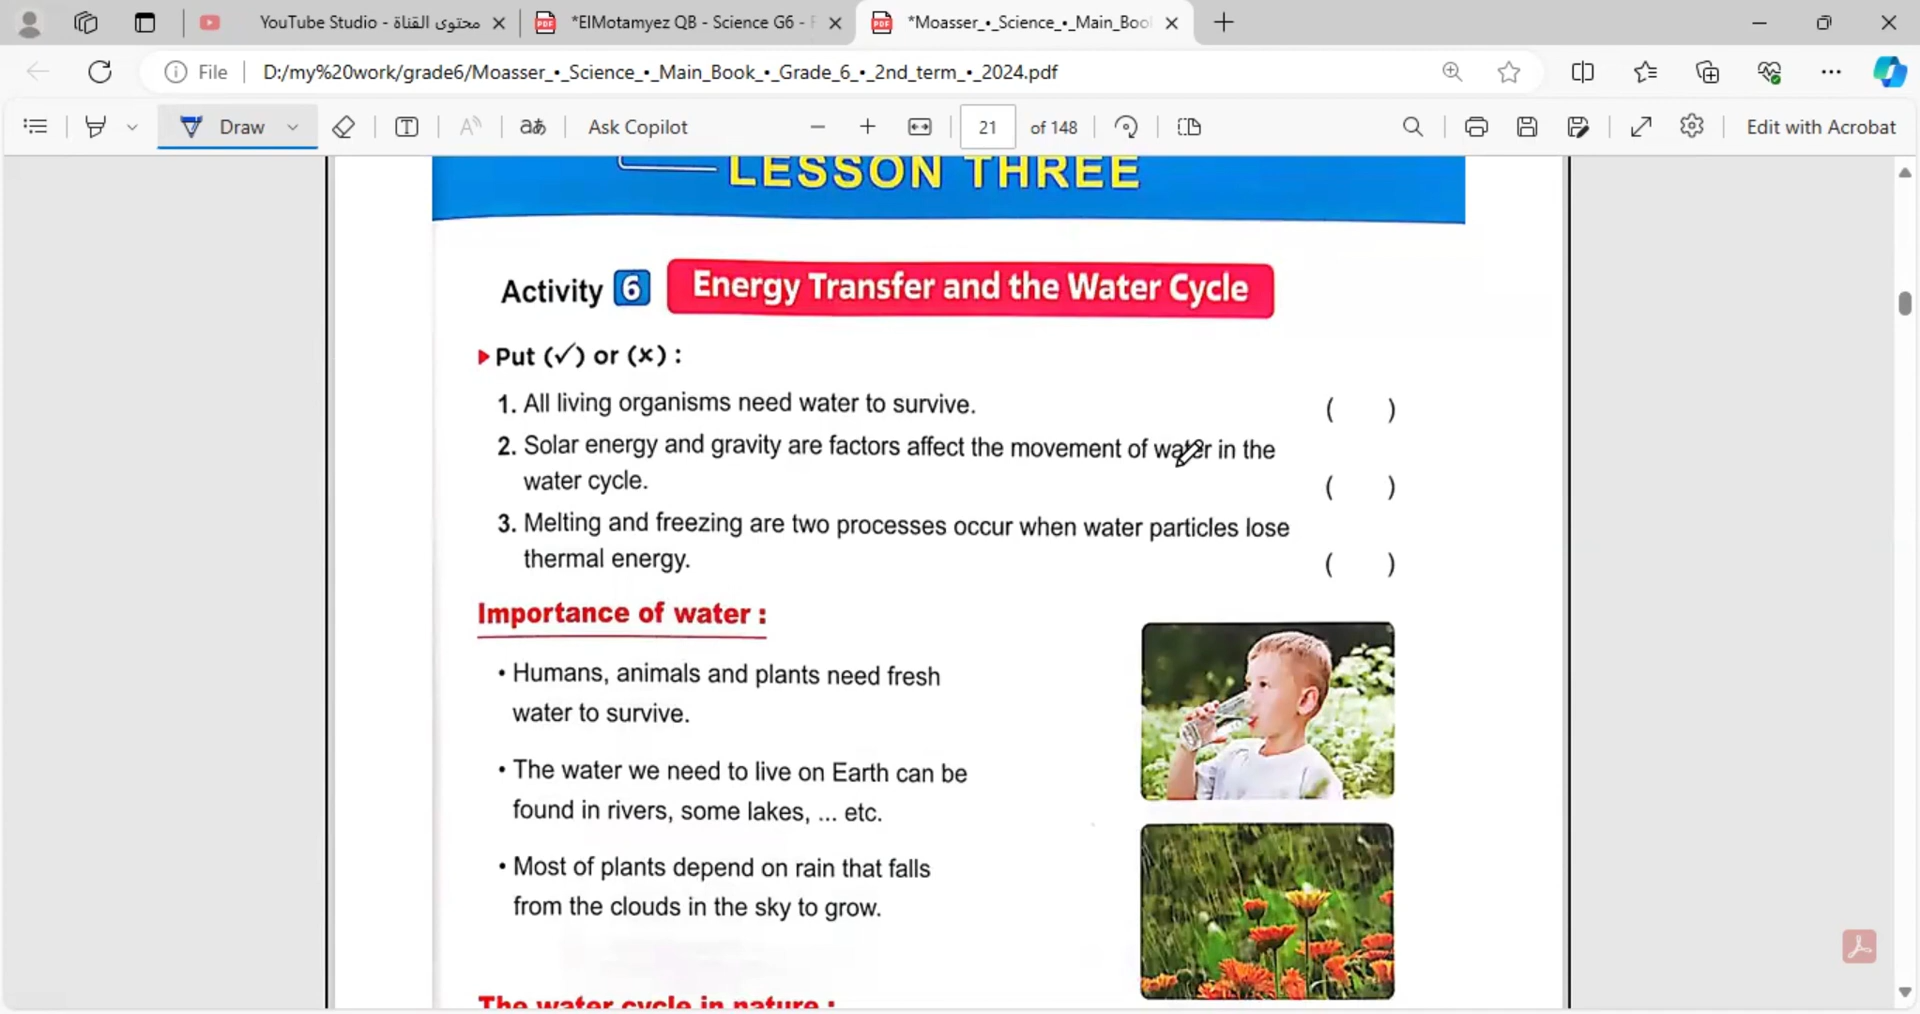 YouTube Studio - محتوى القناة
*ElMotamyez QB - Science G6 -
*Moasser_•_Science_•_Main_Boo
File
D:/my%20work/grade6/Moasser_•_Science_•_Main_Book_•_Grade_6_•_2nd_term_•_2024.pdf
Draw
Ask Copilot
21
of 148
Edit with Acrobat
LESSON THREE
Activity 6 Energy Transfer and the Water Cycle
Put (✓) or (×) :
1. All living organisms need water to survive. ( )
2. Solar energy and gravity are factors affect the movement of water in the
water cycle. ( )
3. Melting and freezing are two processes occur when water particles lose
thermal energy. ( )
Importance of water :
• Humans, animals and plants need fresh
water to survive.
• The water we need to live on Earth can be
found in rivers, some lakes, ... etc.
• Most of plants depend on rain that falls
from the clouds in the sky to grow.
The water cycle in nature :